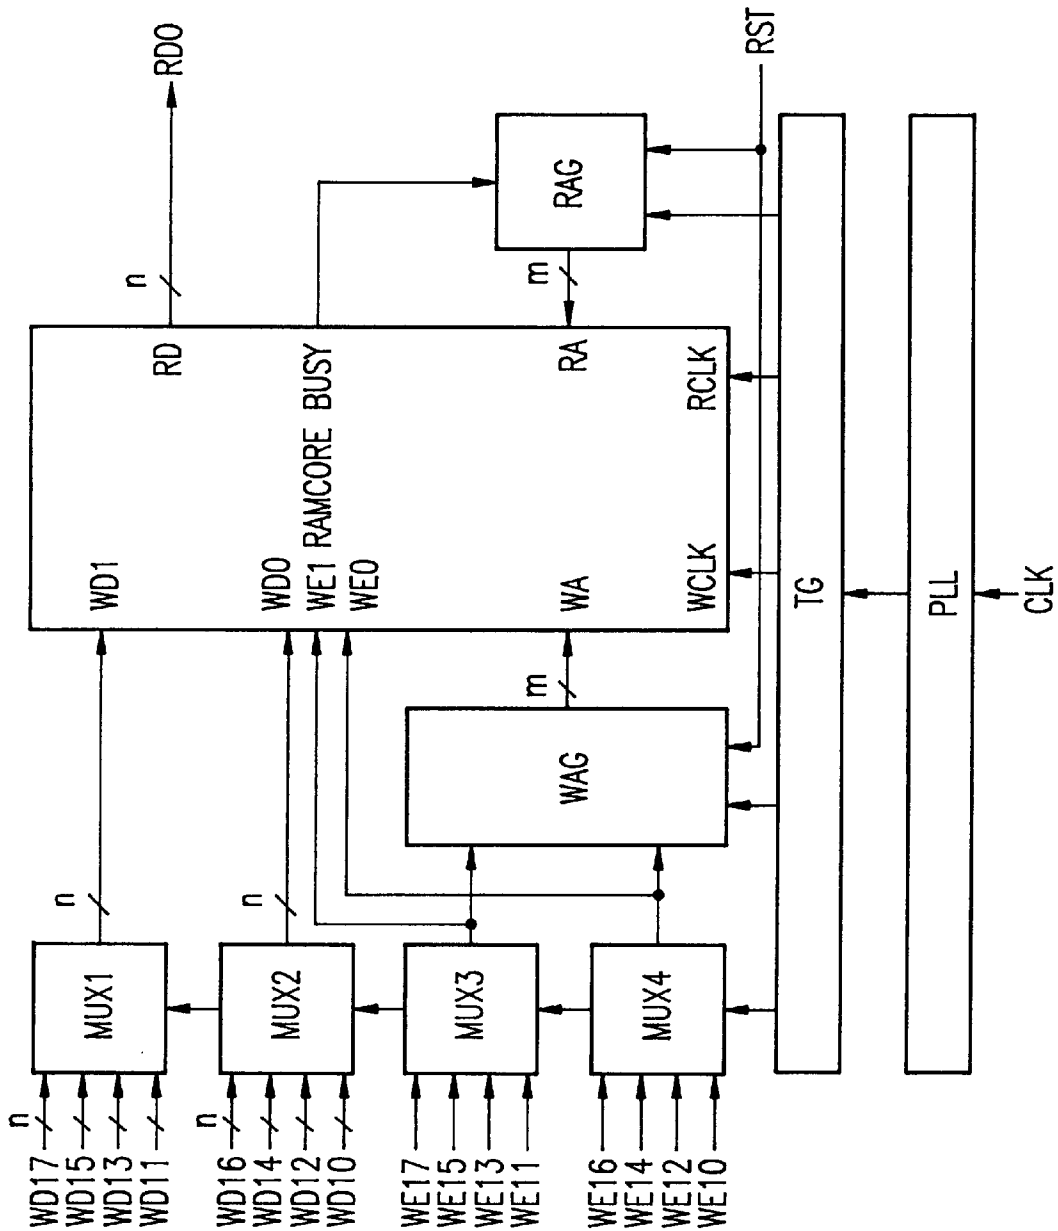 WD17
WD15
WD13
WD11
n
MUX1
n
WD16
WD14
WD12
WD10
n
MUX2
n
WE17
WE15
WE13
WE11
MUX3
WE16
WE14
WE12
WE10
MUX4
WAG
m
WD1
WD0
WE1 RAMCORE BUSY
WE0
WA
WCLK
RD
RA
RCLK
n
RD0
m
RAG
RST
TG
PLL
CLK